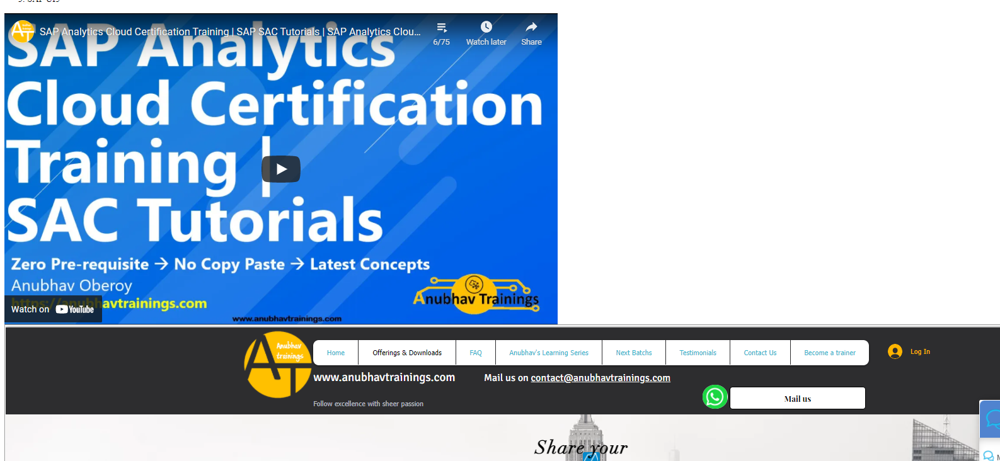 SAP Analytics Cloud Certification Training | SAP SAC Tutorials | SAP Analytics Clou...
6/75
Watch later
Share
SAP Analytics
Cloud Certification
Training |
SAC Tutorials
Zero Pre-requisite → No Copy Paste → Latest Concepts
Anubhav Oberoy
https://anubhavtrainings.com
Anubhav Trainings
Watch on YouTube
www.anubhavtrainings.com
Anubhav
trainings
AT
Home
Offerings & Downloads
FAQ
Anubhav's Learning Series
Next Batchs
Testimonials
Contact Us
Become a trainer
Log In
www.anubhavtrainings.com
Mail us on contact@anubhavtrainings.com
Mail us
Follow excellence with sheer passion
Share your